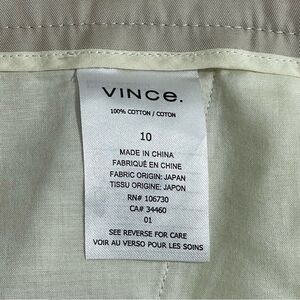 VINCE.
100% COTTON / COTON
10
MADE IN CHINA
FABRIQUÉ EN CHINE
FABRIC ORIGIN: JAPAN
TISSU ORIGINE: JAPON
RN# 106730
CA# 34460
01
SEE REVERSE FOR CARE
VOIR AU VERSO POUR LES SOINS